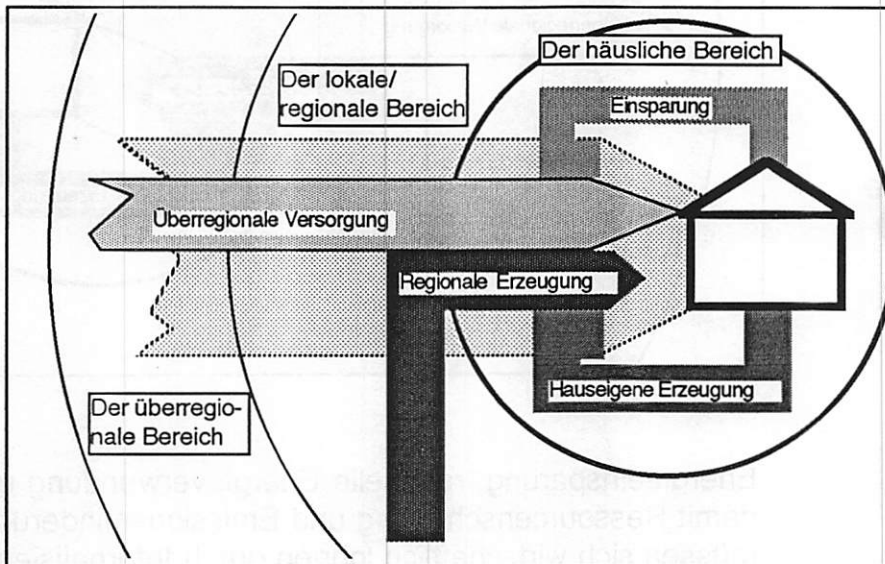 Der häusliche Bereich
Der lokale/
regionale Bereich
Einsparung
Überregionale Versorgung
Regionale Erzeugung
Hauseigene Erzeugung
Der überregio-
nale Bereich